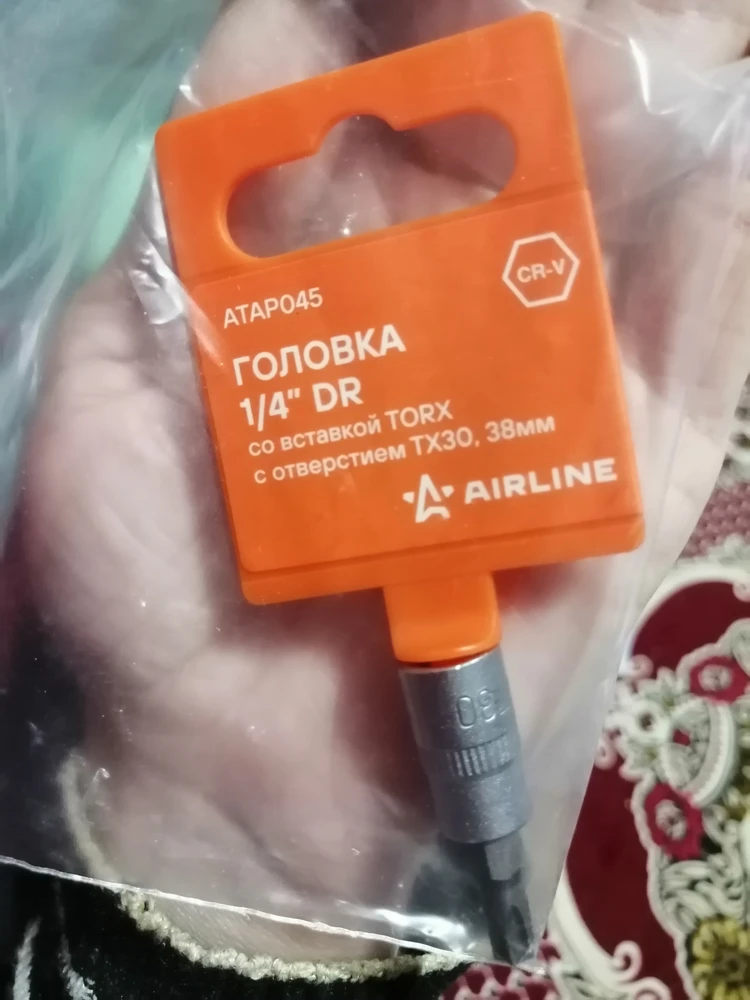 CR-V
ATAP045
ГОЛОВКА
1/4" DR
со вставкой TORX
с отверстием TX30, 38мм
AIRLINE